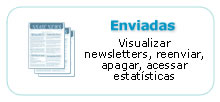 Enviadas
Visualizar
newsletters, reenviar,
apagar, acessar
estatísticas